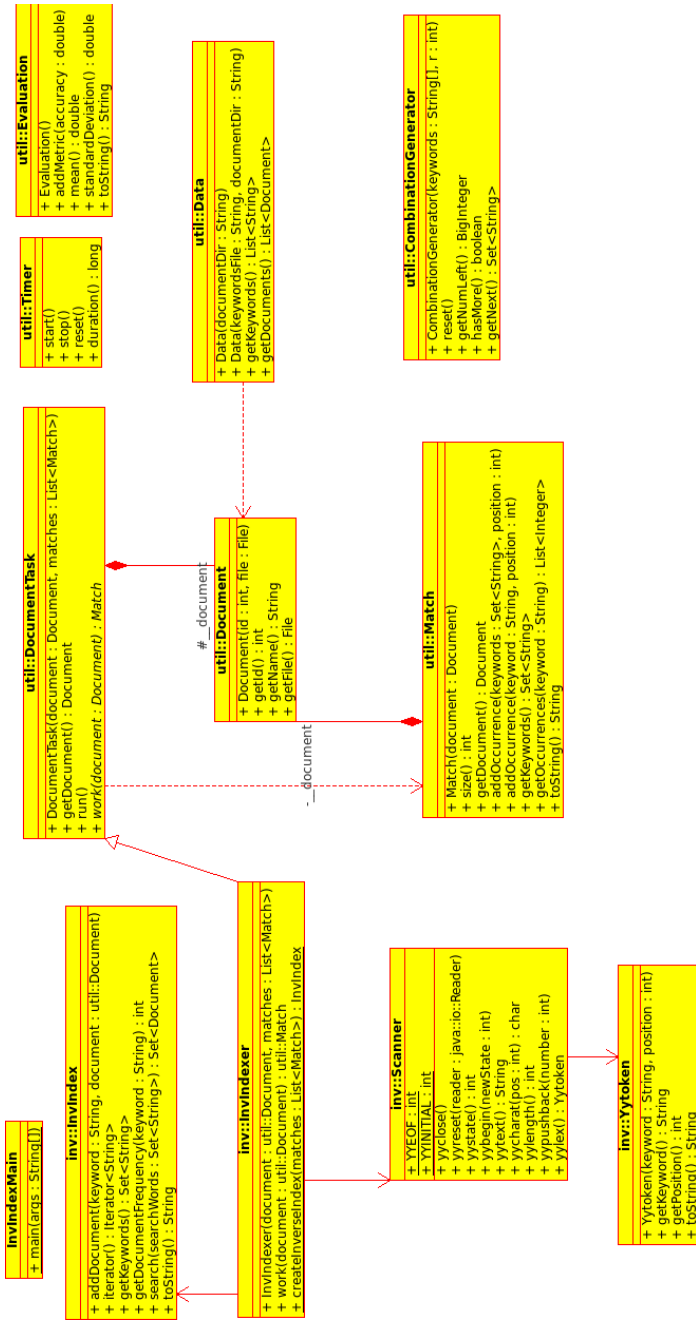 InvIndexMain
+ main(args : String[])
inv::InvIndex
+ addDocument(keyword : String, document : util::Document)
+ iterator() : Iterator<String>
+ getKeywords() : Set<String>
+ getDocumentFrequency(keyword : String) : int
+ search(searchWords : Set<String>) : Set<Document>
+ toString() : String
inv::InvIndexer
+ InvIndexer(document : util::Document, matches : List<Match>)
+ work(document : util::Document) : util::Match
+ createInverseIndex(matches : List<Match>) : InvIndex
inv::Scanner
+ YYEOF : int
+ YYINITIAL : int
+ yyclose()
+ yyreset(reader : java::io::Reader)
+ yystate() : int
+ yybegin(newState : int)
+ yytext() : String
+ yycharat(pos : int) : char
+ yylength() : int
+ yypushback(number : int)
+ yylex() : Yytoken
inv::Yytoken
+ Yytoken(keyword : String, position : int)
+ getKeyword() : String
+ getPosition() : int
+ toString() : String
util::DocumentTask
+ DocumentTask(document : Document, matches : List<Match>)
+ getDocument() : Document
+ run()
+ work(document : Document) : Match
#__document
util::Document
+ Document(id : int, file : File)
+ getId() : int
+ getName() : String
+ getFile() : File
-__document
util::Match
+ Match(document : Document)
+ size() : int
+ getDocument() : Document
+ addOccurrence(keywords : Set<String>, position : int)
+ addOccurrence(keyword : String, position : int)
+ getKeywords() : Set<String>
+ getOccurrences(keyword : String) : List<Integer>
+ toString() : String
util::Timer
+ start()
+ stop()
+ reset()
+ duration() : long
util::Evaluation
+ Evaluation()
+ addMetric(accuracy : double)
+ mean() : double
+ standardDeviation() : double
+ toString() : String
util::Data
+ Data(documentDir : String)
+ Data(keywordsFile : String, documentDir : String)
+ getKeywords() : List<String>
+ getDocuments() : List<Document>
util::CombinationGenerator
+ CombinationGenerator(keywords : String[], r : int)
+ reset()
+ getNumLeft() : BigInteger
+ hasMore() : boolean
+ getNext() : Set<String>